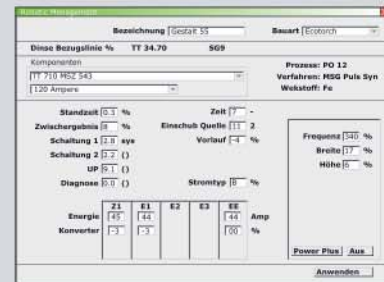 Bezeichnung Gestalt 55 Bauart Ecotorch
Dinse Bezugslinie % TT 34.70 SG9
Komponenten
TT 710 MSZ 543
120 Ampere
Prozese: PO 12
Verfahren: MSG Puls Syn
Wekstoff: Fe
Standzeit 0.3 % Zeit 7 -
Zwischergebnis 8 % Einschub Quelle 11 2
Schaltung 1 2.8 sys Vorlauf -4 %
Schaltung 2 2.2 ()
UP 9.1 ()
Diagnose 0.0 () Stromtyp 8 %
Frequenz 340 %
Breite 17 %
Höhe 6 %
Z1 E1 E2 E3 EE
Energie 45 44 44 Amp
Konverter -3 -3 00 %
Power Plus Aus
Anwenden